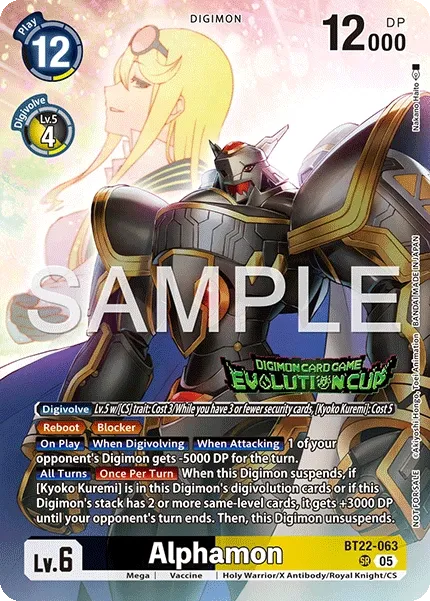 Play
12
DIGIMON
12000
DP
Digivolve
Lv.5
4
Nakano Haito
SAMPLE
DIGIMON CARD GAME
EVOLUTION CUP
©Akiyoshi Hongo, Toei Animation BANDAI MADE IN JAPAN
NOT FOR SALE
Digivolve Lv.5 w/[CS] trait: Cost 3/While you have 3 or fewer security cards, [Kyoko Kuremi]: Cost 5
Reboot Blocker
On Play When Digivolving When Attacking 1 of your
opponent's Digimon gets -5000 DP for the turn.
All Turns Once Per Turn When this Digimon suspends, if
[Kyoko Kuremi] is in this Digimon's digivolution cards or if this
Digimon's stack has 2 or more same-level cards, it gets +3000 DP
until your opponent's turn ends. Then, this Digimon unsuspends.
Lv.6
Alphamon
BT22-063
SR 05
Mega Vaccine Holy Warrior/X Antibody/Royal Knight/CS